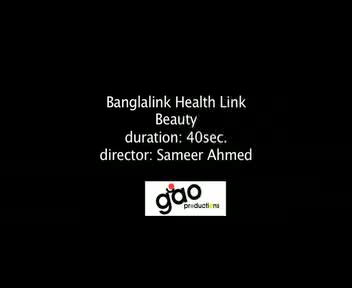 Banglalink Health Link
Beauty
duration: 40sec.
director: Sameer Ahmed
gao
productions